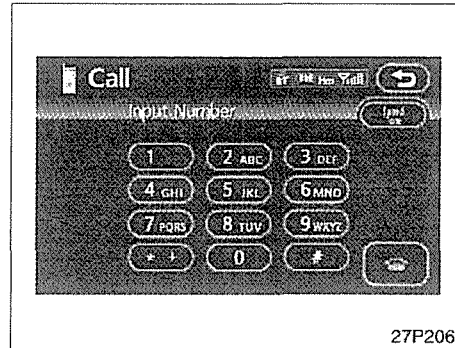 Call
BT
Input Number
1 2 ABC 3 DEF
4 GHI 5 JKL 6 MNO
7 PQRS 8 TUV 9 WXYZ
* + 0 #
27P206